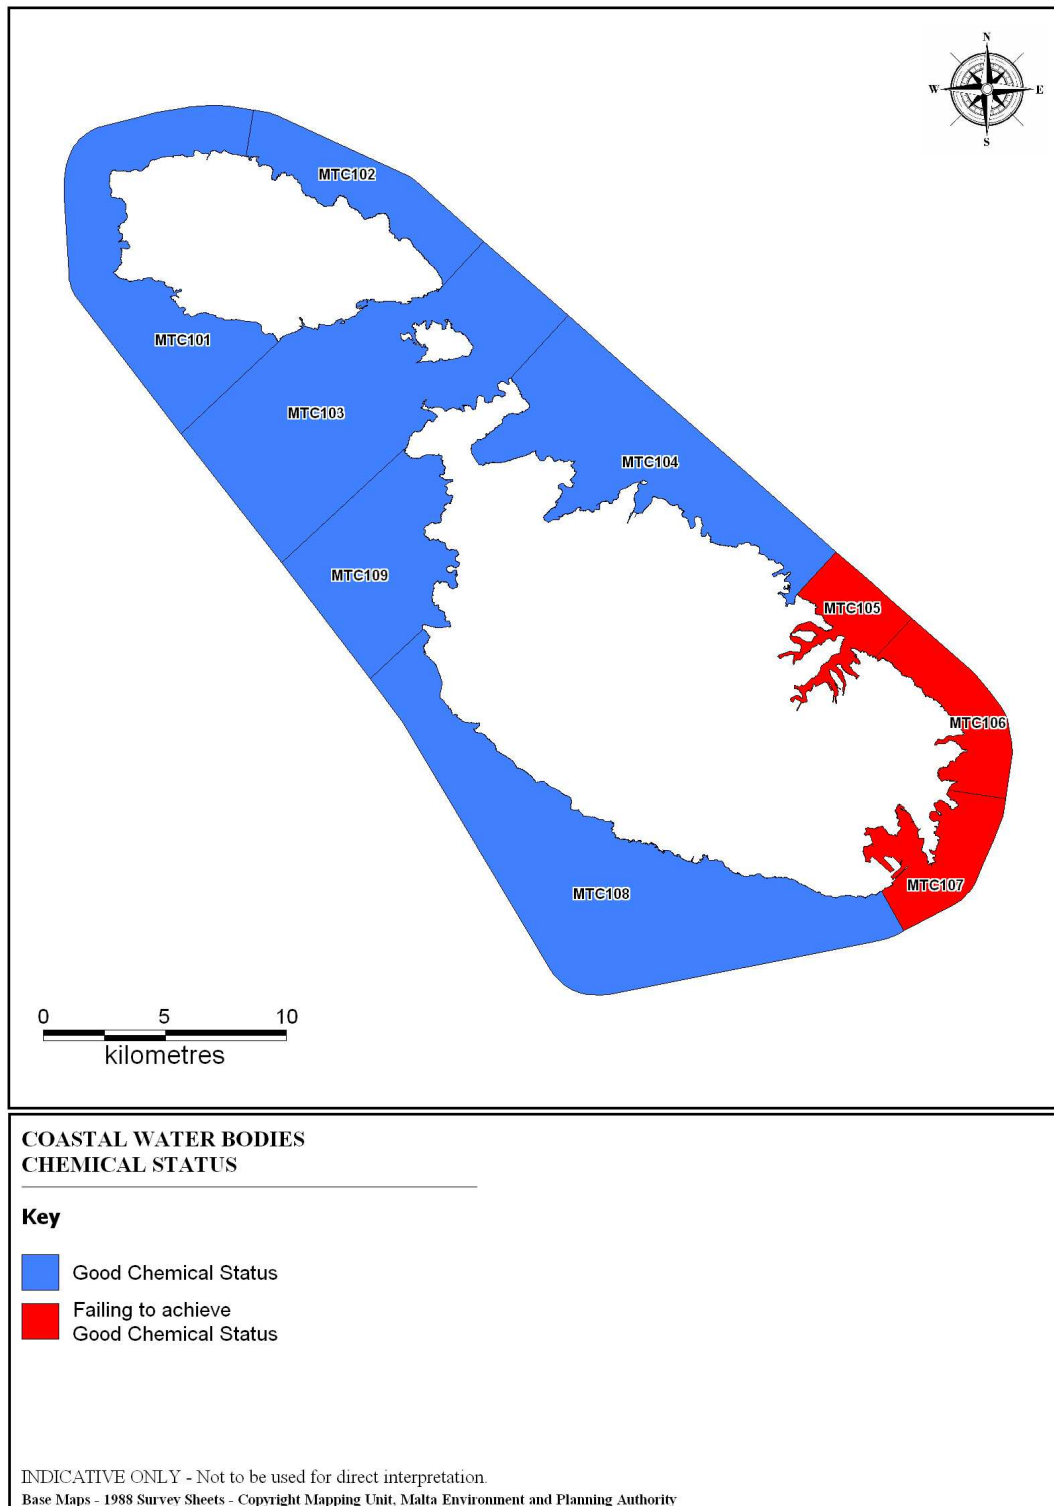 N
W E
S
MTC102
MTC101
MTC103
MTC104
MTC109
MTC105
MTC106
MTC107
MTC108
0 5 10
kilometres
COASTAL WATER BODIES
CHEMICAL STATUS
Key
Good Chemical Status
Failing to achieve
Good Chemical Status
INDICATIVE ONLY - Not to be used for direct interpretation.
Base Maps - 1988 Survey Sheets - Copyright Mapping Unit, Malta Environment and Planning Authority